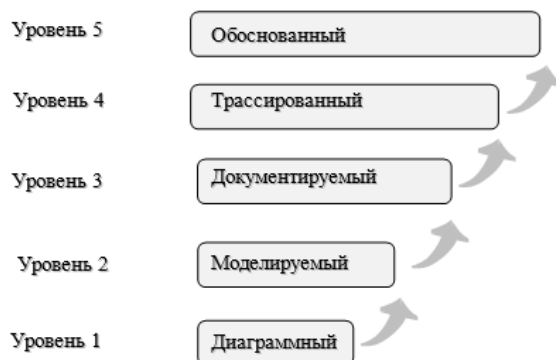 Уровень 5 Обоснованный
Уровень 4 Трассированный
Уровень 3 Документируемый
Уровень 2 Моделируемый
Уровень 1 Диаграммный